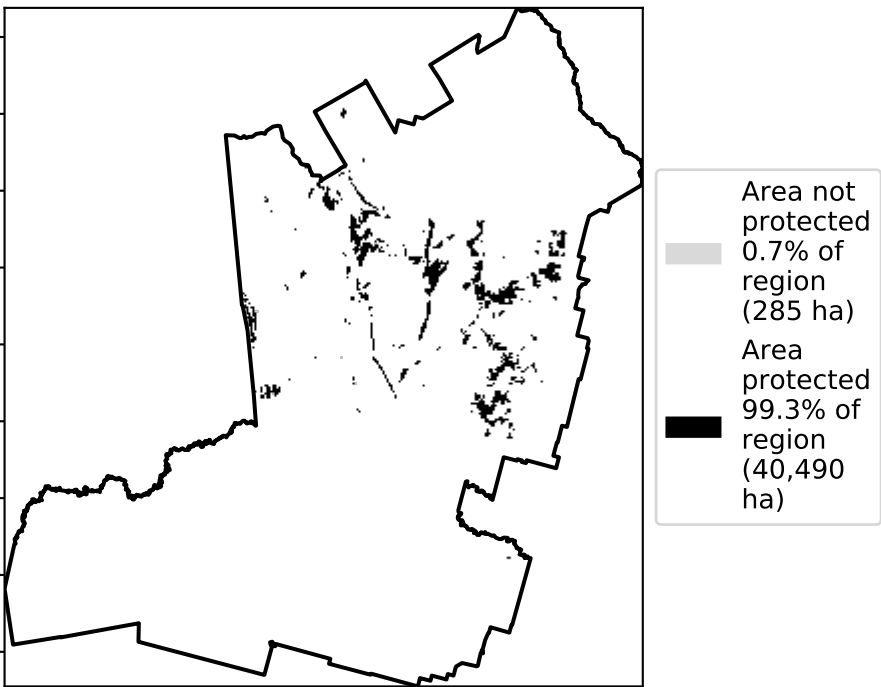 Area not
protected
0.7% of
region
(285 ha)
Area
protected
99.3% of
region
(40,490
ha)